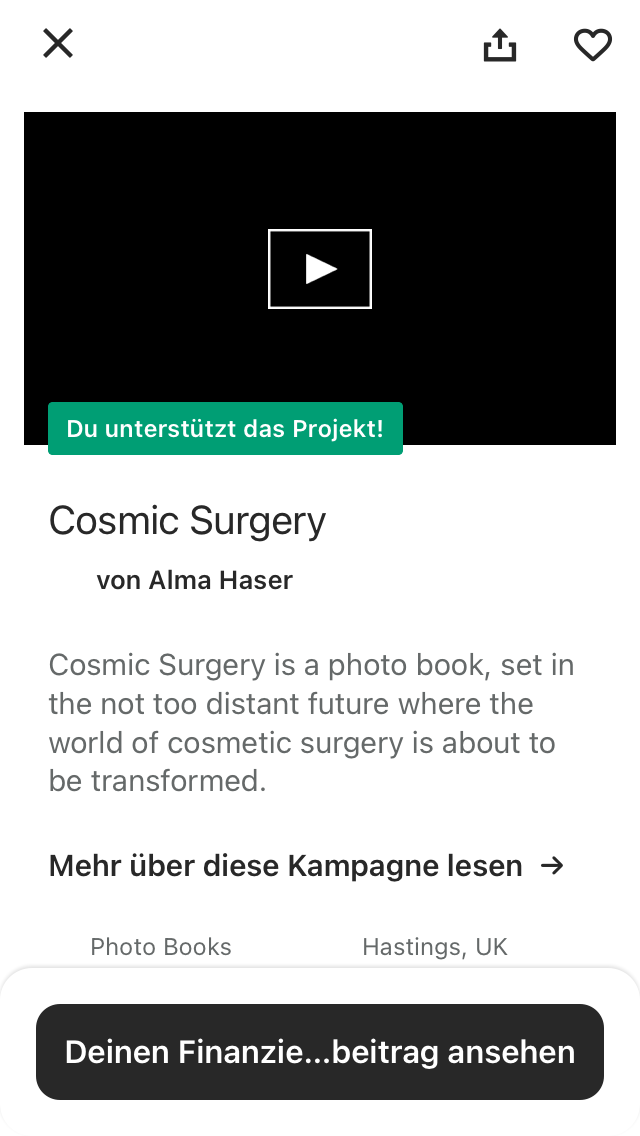 Du unterstützt das Projekt!
Cosmic Surgery
von Alma Haser
Cosmic Surgery is a photo book, set in
the not too distant future where the
world of cosmetic surgery is about to
be transformed.
Mehr über diese Kampagne lesen →
Photo Books
Hastings, UK
Deinen Finanzie...beitrag ansehen